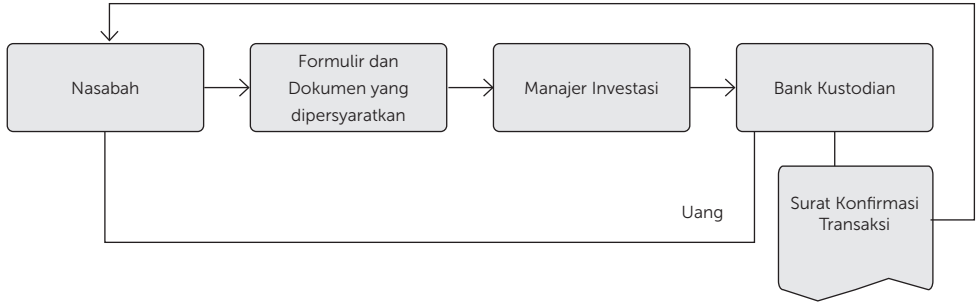 Nasabah
Formulir dan
Dokumen yang
dipersyaratkan
Manajer Investasi
Bank Kustodian
Uang
Surat Konfirmasi
Transaksi